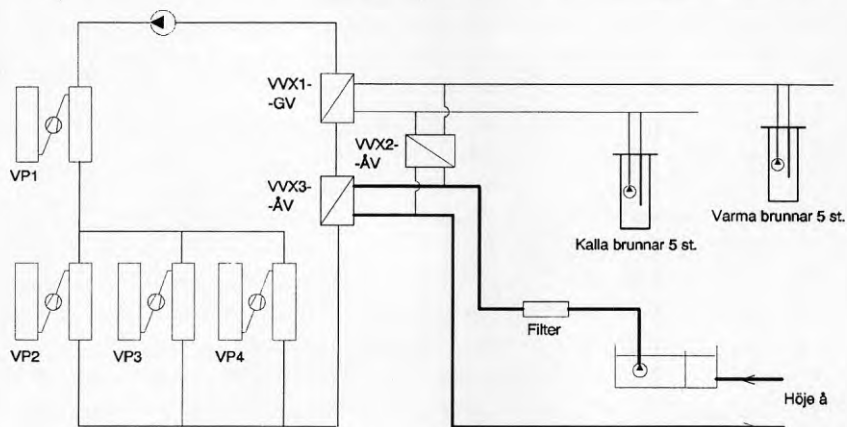 VVX1-
-GV
VP1
VVX2-
-ÅV
VVX3-
-ÅV
Kalla brunnar 5 st.
Varma brunnar 5 st.
VP2
VP3
VP4
Filter
Höje å